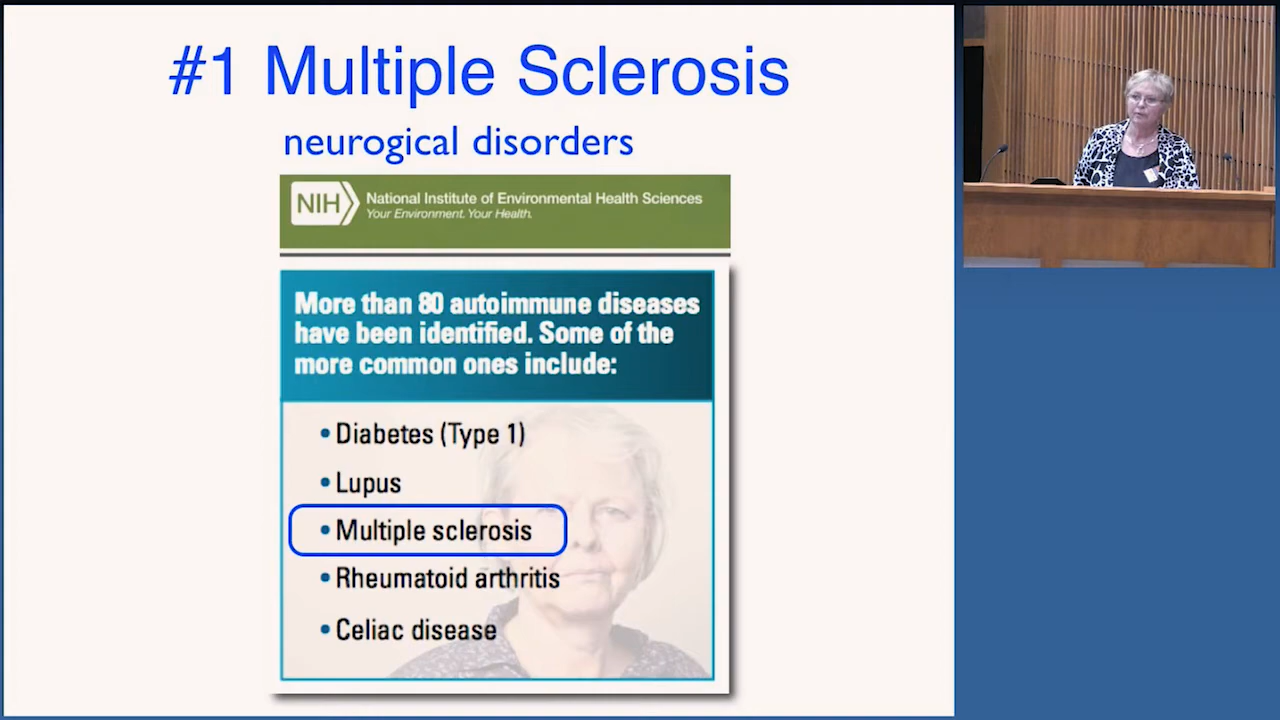 #1 Multiple Sclerosis
neurogical disorders
NIH
National Institute of Environmental Health Sciences
Your Environment. Your Health.
More than 80 autoimmune diseases
have been identified. Some of the
more common ones include:
• Diabetes (Type 1)
• Lupus
• Multiple sclerosis
• Rheumatoid arthritis
• Celiac disease